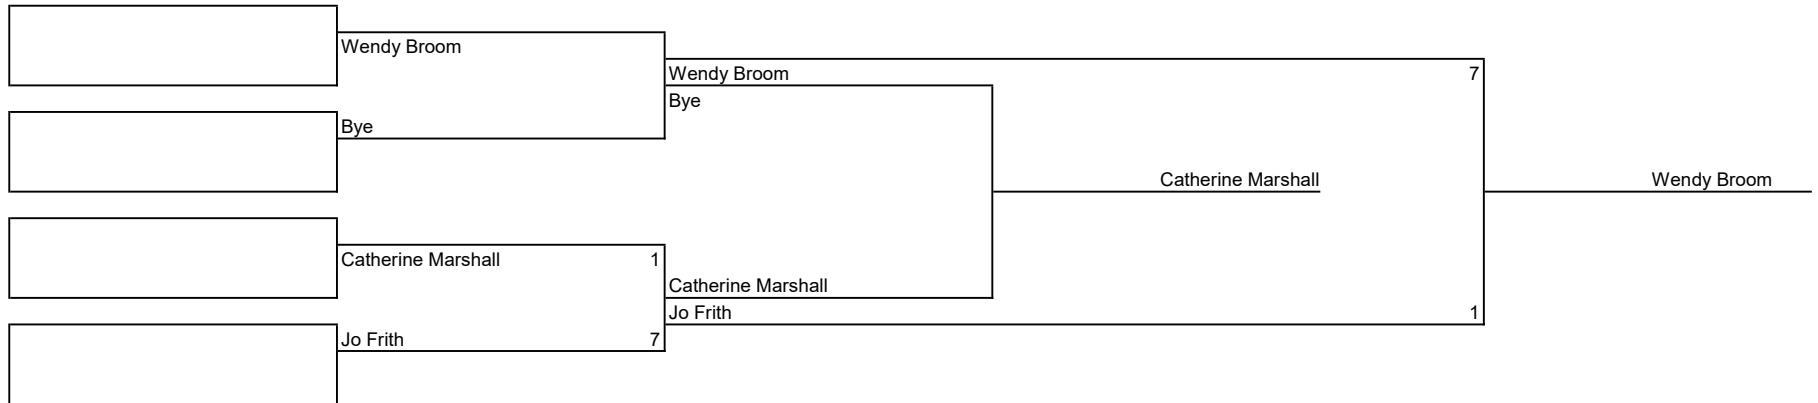 Wendy Broom
Wendy Broom 7
Bye
Bye
Catherine Marshall Wendy Broom
Catherine Marshall 1
Catherine Marshall
Jo Frith 1
Jo Frith 7